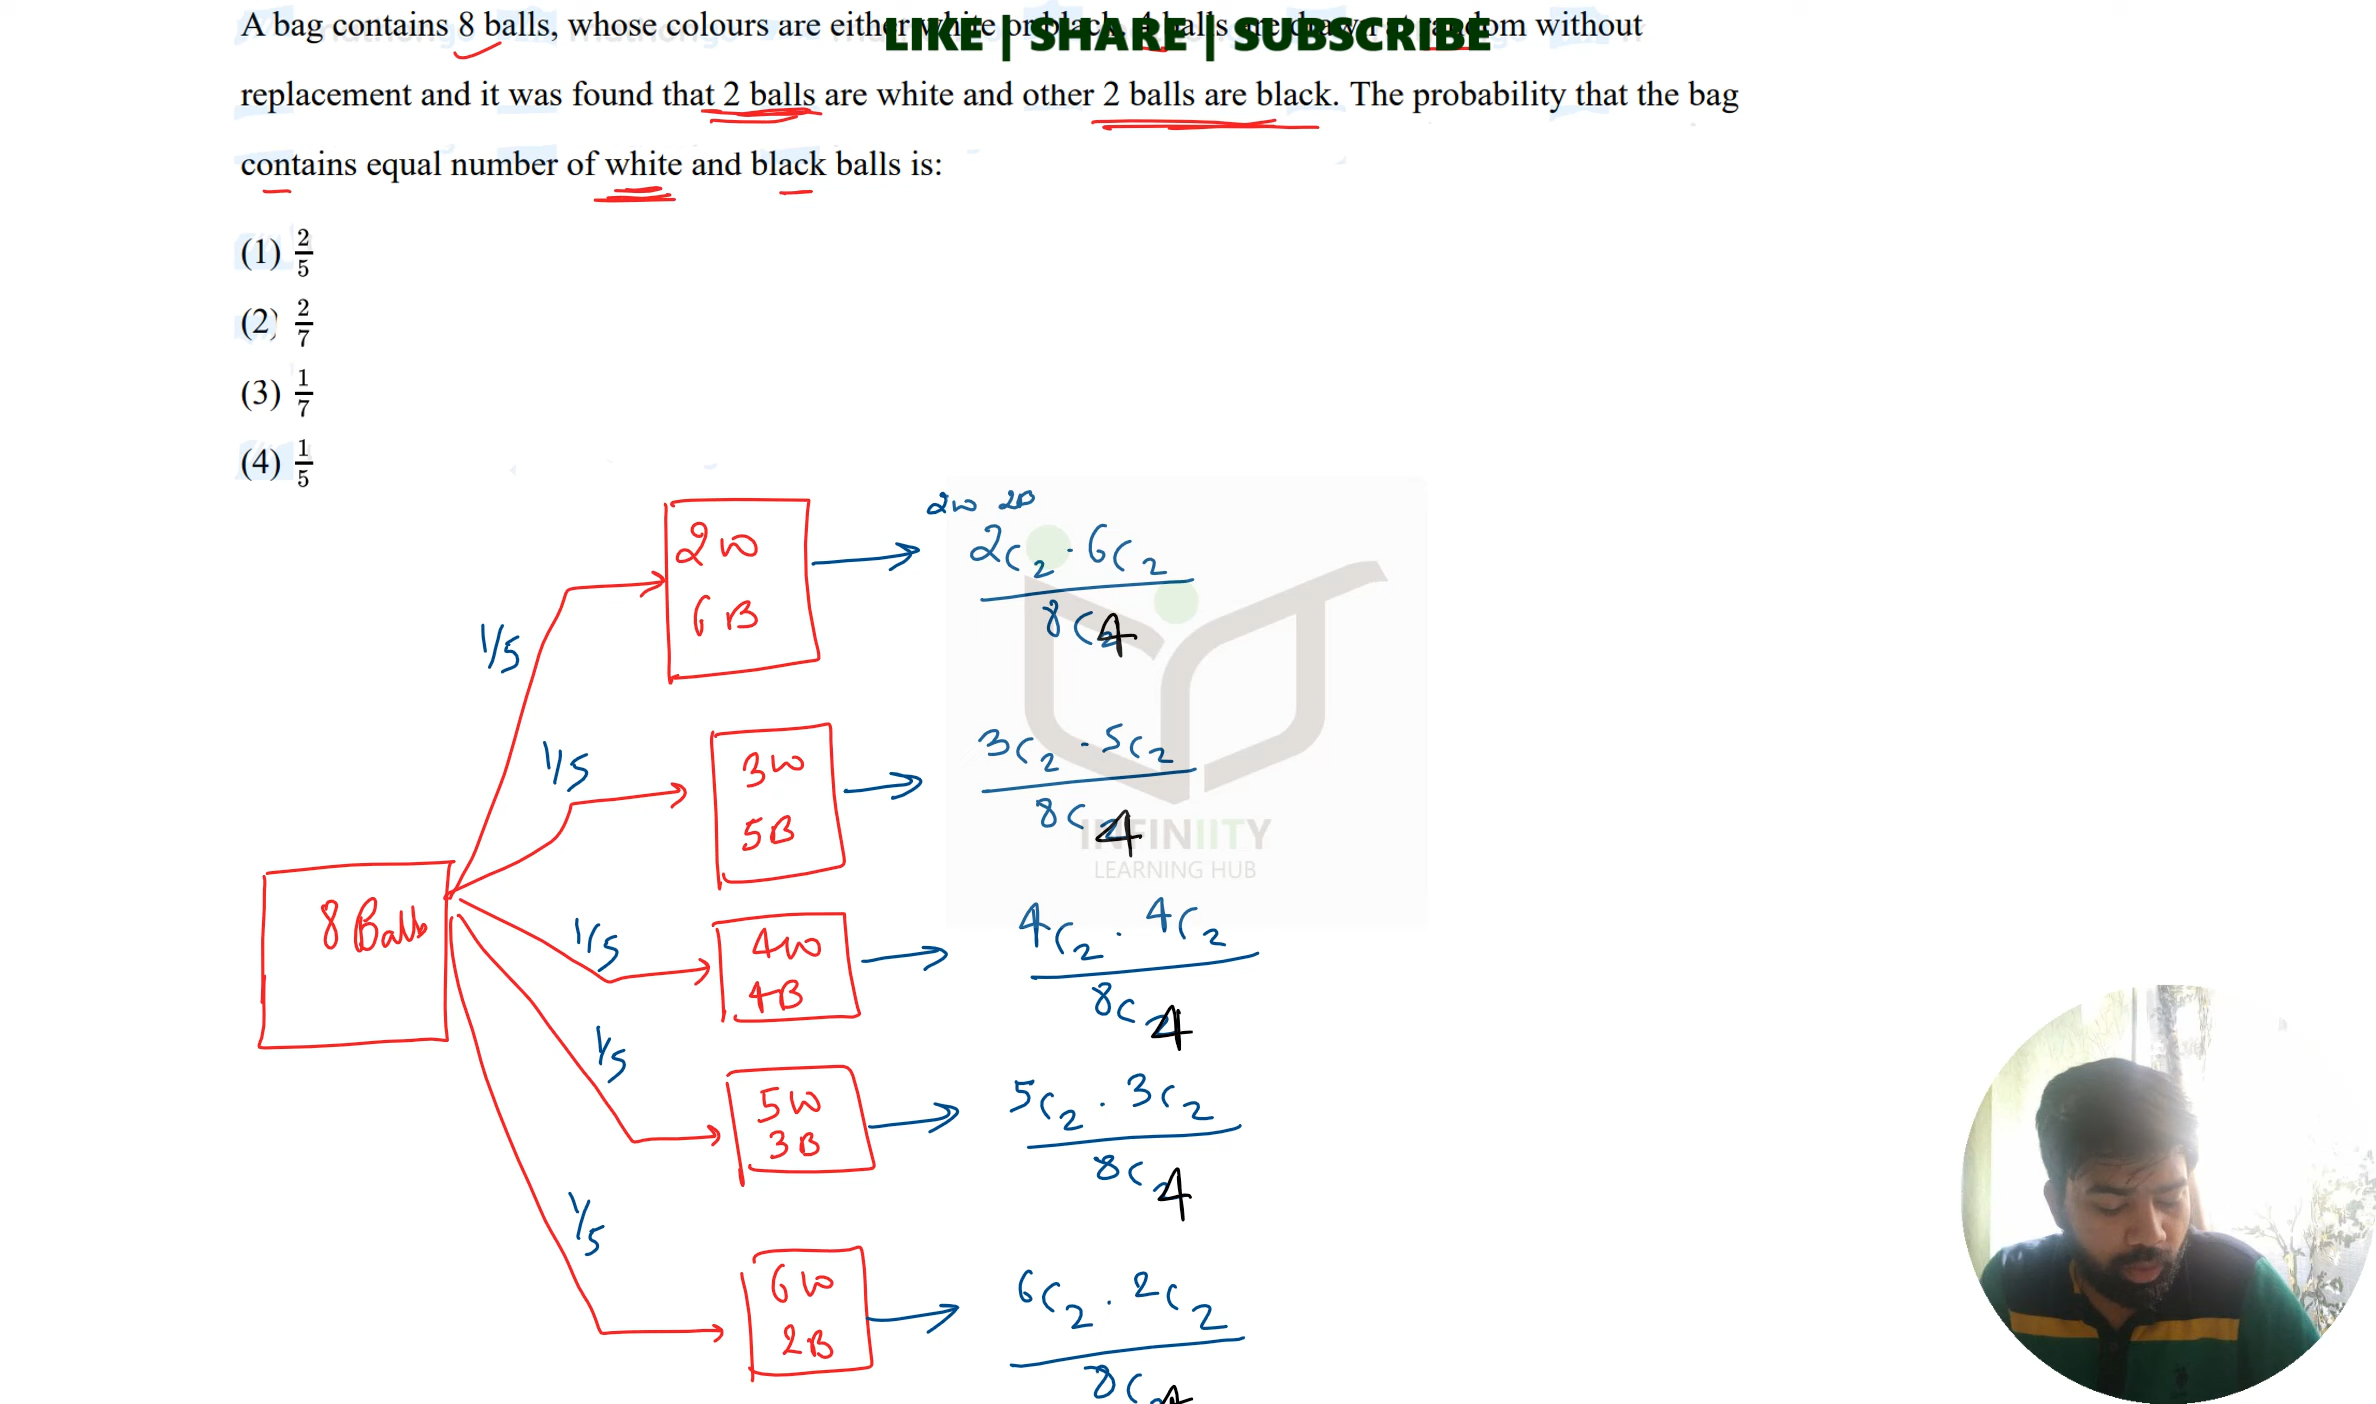 A bag contains 8 balls, whose colours are either white or black. 4 balls are drawn at random without
LIKE | SHARE | SUBSCRIBE
replacement and it was found that 2 balls are white and other 2 balls are black. The probability that the bag
contains equal number of white and black balls is:
(1) 2/5
(2) 2/7
(3) 1/7
(4) 1/5
2W 2B
2W
6B
2C2 . 6C2
8C4
1/5
1/5
3W
5B
3C2 . 5C2
8C4
INFINIITY
LEARNING HUB
8 Balls
1/5
4W
4B
4C2 . 4C2
8C4
1/5
5W
3B
5C2 . 3C2
8C4
1/5
6W
2B
6C2 . 2C2
8C4